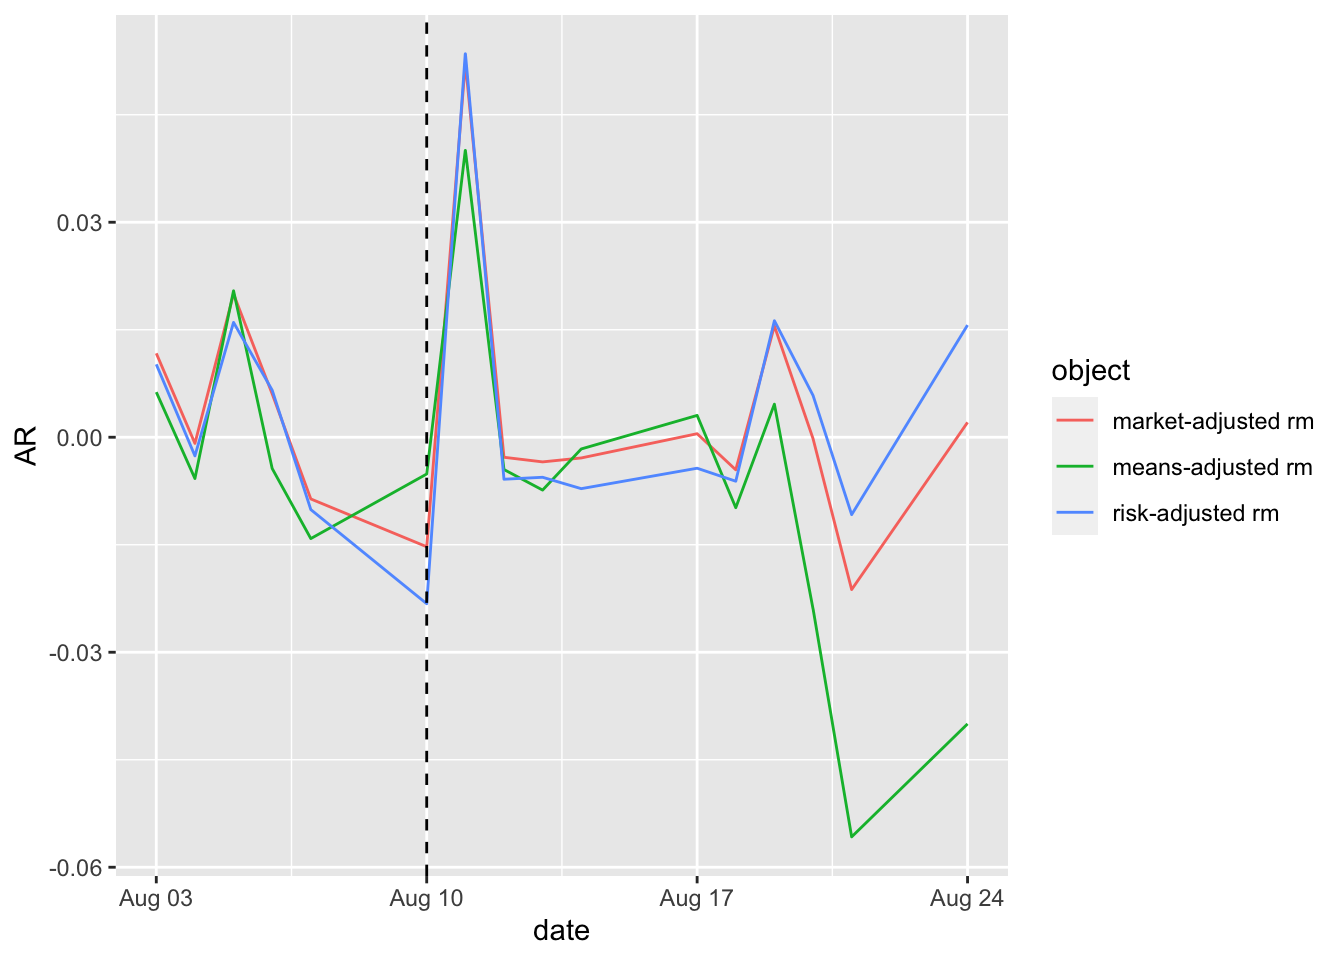 AR
0.03
0.00
-0.03
-0.06
Aug 03
Aug 10
Aug 17
Aug 24
date
object
market-adjusted rm
means-adjusted rm
risk-adjusted rm